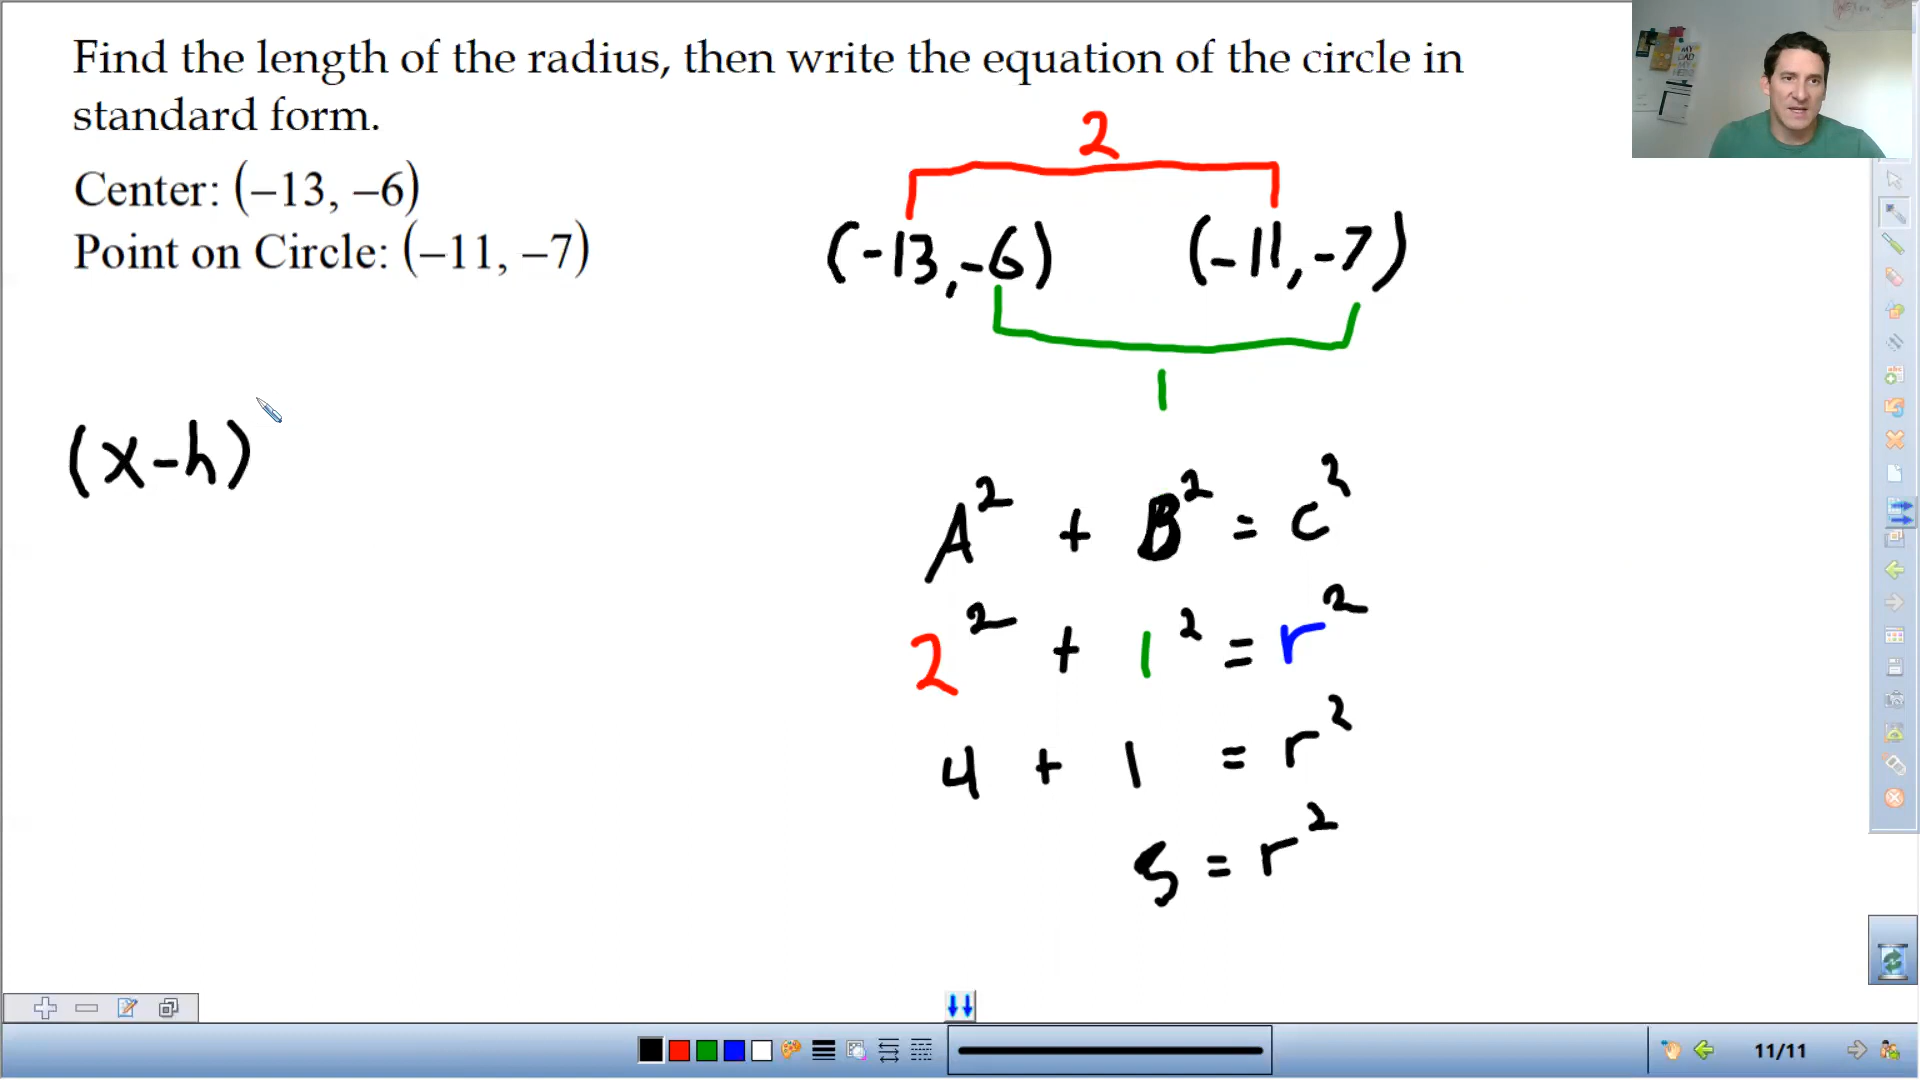 Find the length of the radius, then write the equation of the circle in
standard form.
Center: (−13, −6)
Point on Circle: (−11, −7)
2
(-13, -6) (-11, -7)
1
(x-h)
A² + B² = c²
2² + 1² = r²
4 + 1 = r²
5 = r²
11/11